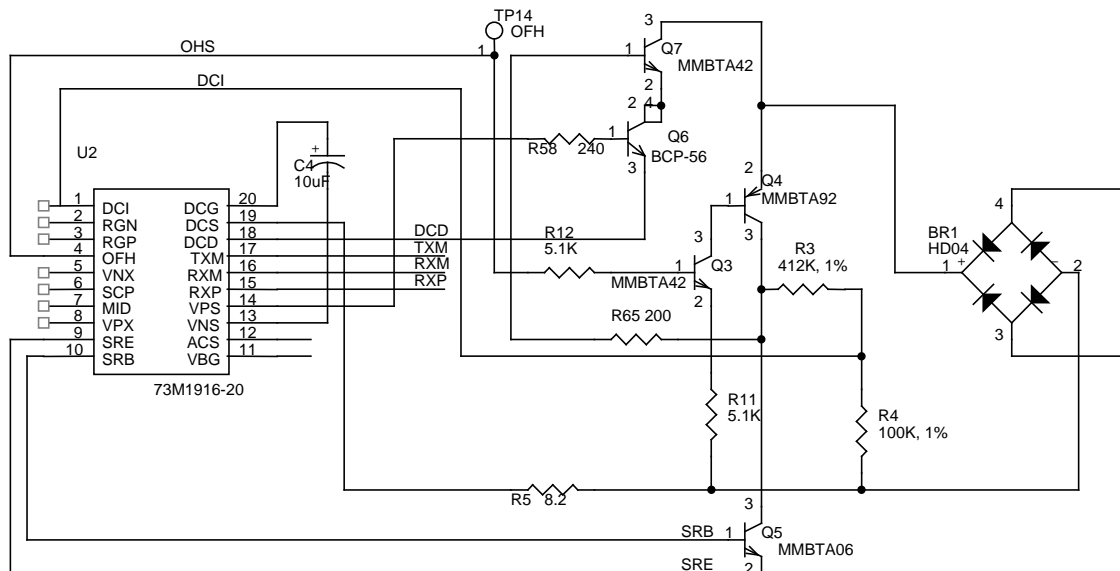 TP14
OFH
1
OHS
DCI
3
Q7
1
MMBTA42
2
2 4
Q6
1
BCP-56
3
R58 240
U2
+
C4
10uF
1 DCI DCG 20
2 RGN DCS 19
3 RGP DCD 18
4 OFH TXM 17
5 VNX RXM 16
6 SCP RXP 15
7 MID VPS 14
8 VPX VNS 13
9 SRE ACS 12
10 SRB VBG 11
73M1916-20
DCD
TXM
RXM
RXP
R12
5.1K
2
Q4
1
MMBTA92
3
3
1 Q3
MMBTA42
2
R3
412K, 1%
R65 200
4
BR1
HD04
1 + - 2
3
R11
5.1K
R4
100K, 1%
R5 8.2
3
SRB 1 Q5
MMBTA06
SRE 2